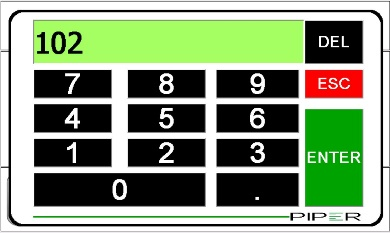 102 DEL
7 8 9 ESC
4 5 6
1 2 3 ENTER
0 .
PIPER